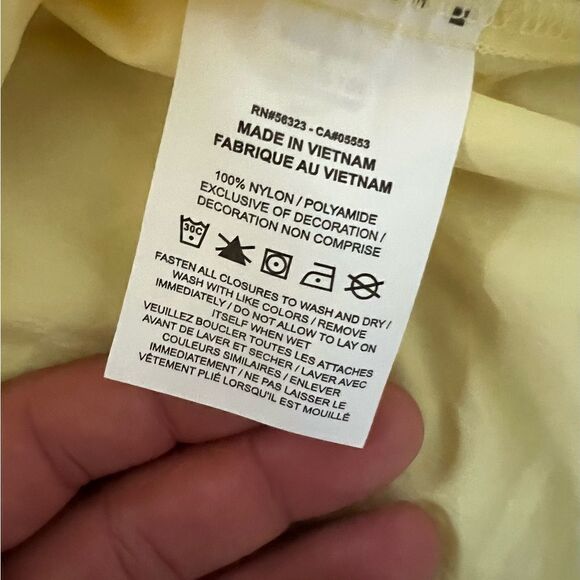 RN#56323 - CA#05553
MADE IN VIETNAM
FABRIQUE AU VIETNAM
100% NYLON / POLYAMIDE
EXCLUSIVE OF DECORATION /
DECORATION NON COMPRISE
30C
FASTEN ALL CLOSURES TO WASH AND DRY /
WASH WITH LIKE COLORS / REMOVE
IMMEDIATELY / DO NOT ALLOW TO LAY ON
ITSELF WHEN WET
VEUILLEZ BOUCLER TOUTES LES ATTACHES
AVANT DE LAVER ET SECHER / LAVER AVEC
COULEURS SIMILAIRES / ENLEVER
IMMEDIATEMENT / NE PAS LAISSER LE
VÊTEMENT PLIÉ LORSQU'IL EST MOUILLÉ